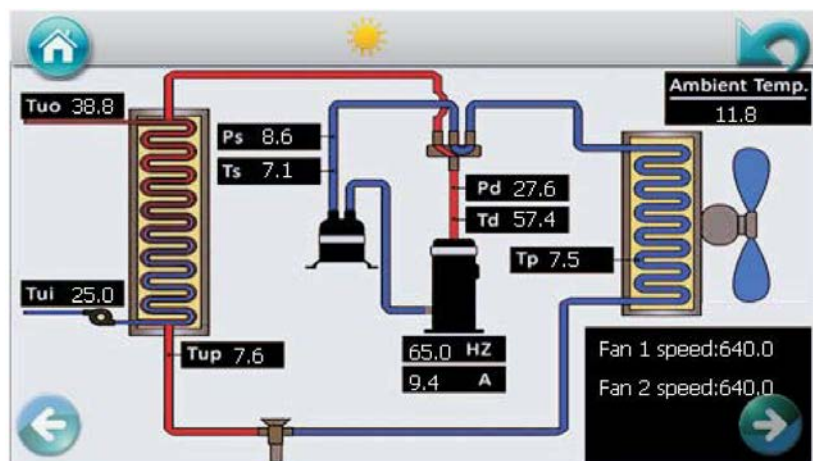 Ambient Temp.
11.8
Tuo 38.8
Ps 8.6
Ts 7.1
Pd 27.6
Td 57.4
Tp 7.5
Tui 25.0
Tup 7.6
65.0 HZ
9.4 A
Fan 1 speed:640.0
Fan 2 speed:640.0